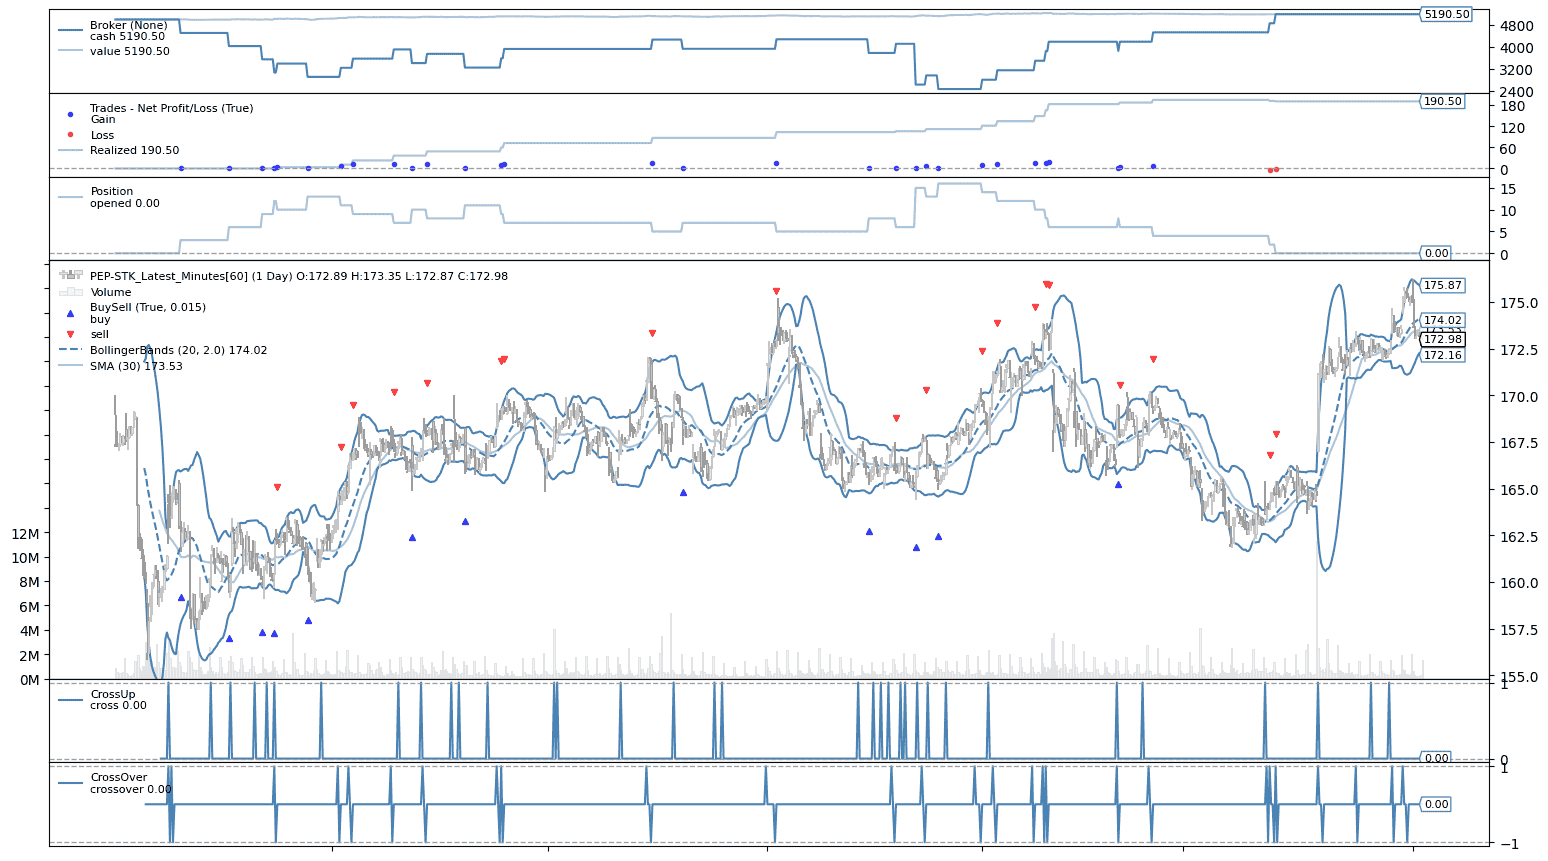 Broker (None)
cash 5190.50
value 5190.50
5190.50
4800
4000
3200
2400
Trades - Net Profit/Loss (True)
Gain
Loss
Realized 190.50
190.50
180
120
60
0
Position
opened 0.00
15
10
5
0
0.00
PEP-STK_Latest_Minutes[60] (1 Day) O:172.89 H:173.35 L:172.87 C:172.98
Volume
BuySell (True, 0.015)
buy
sell
BollingerBands (20, 2.0) 174.02
SMA (30) 173.53
175.87
174.02
172.98
172.16
175.0
172.5
170.0
167.5
165.0
162.5
160.0
157.5
155.0
12M
10M
8M
6M
4M
2M
0M
CrossUp
cross 0.00
1
0
0.00
CrossOver
crossover 0.00
1
0.00
−1